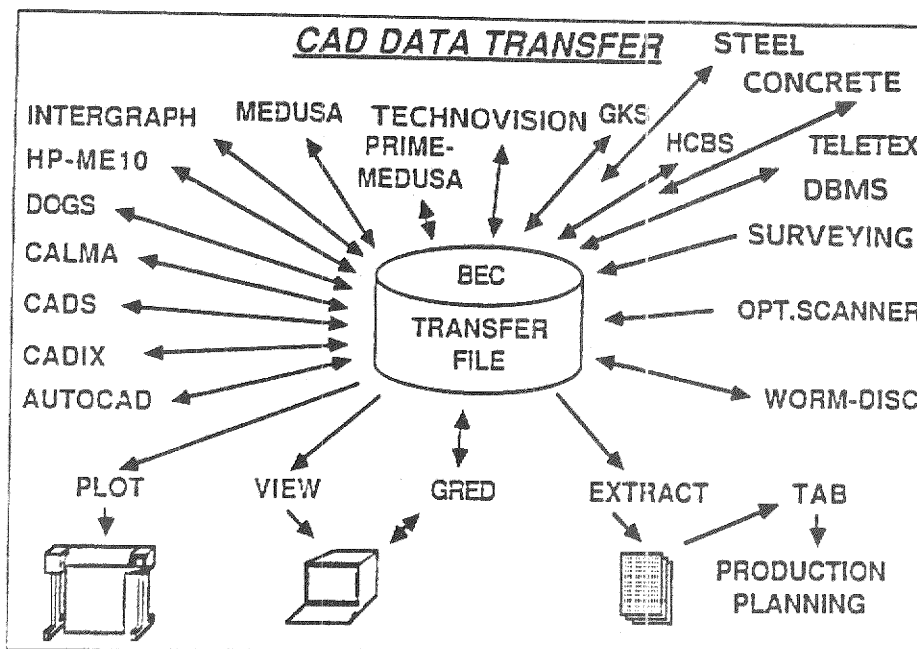 CAD DATA TRANSFER
STEEL
CONCRETE
INTERGRAPH
MEDUSA
TECHNOVISION
GKS
HP-ME10
PRIME-
MEDUSA
HCBS
TELETEX
DOGS
DBMS
CALMA
SURVEYING
BEC
CADS
TRANSFER
FILE
OPT.SCANNER
CADIX
AUTOCAD
WORM-DISC
PLOT
VIEW
GRED
EXTRACT
TAB
PRODUCTION
PLANNING